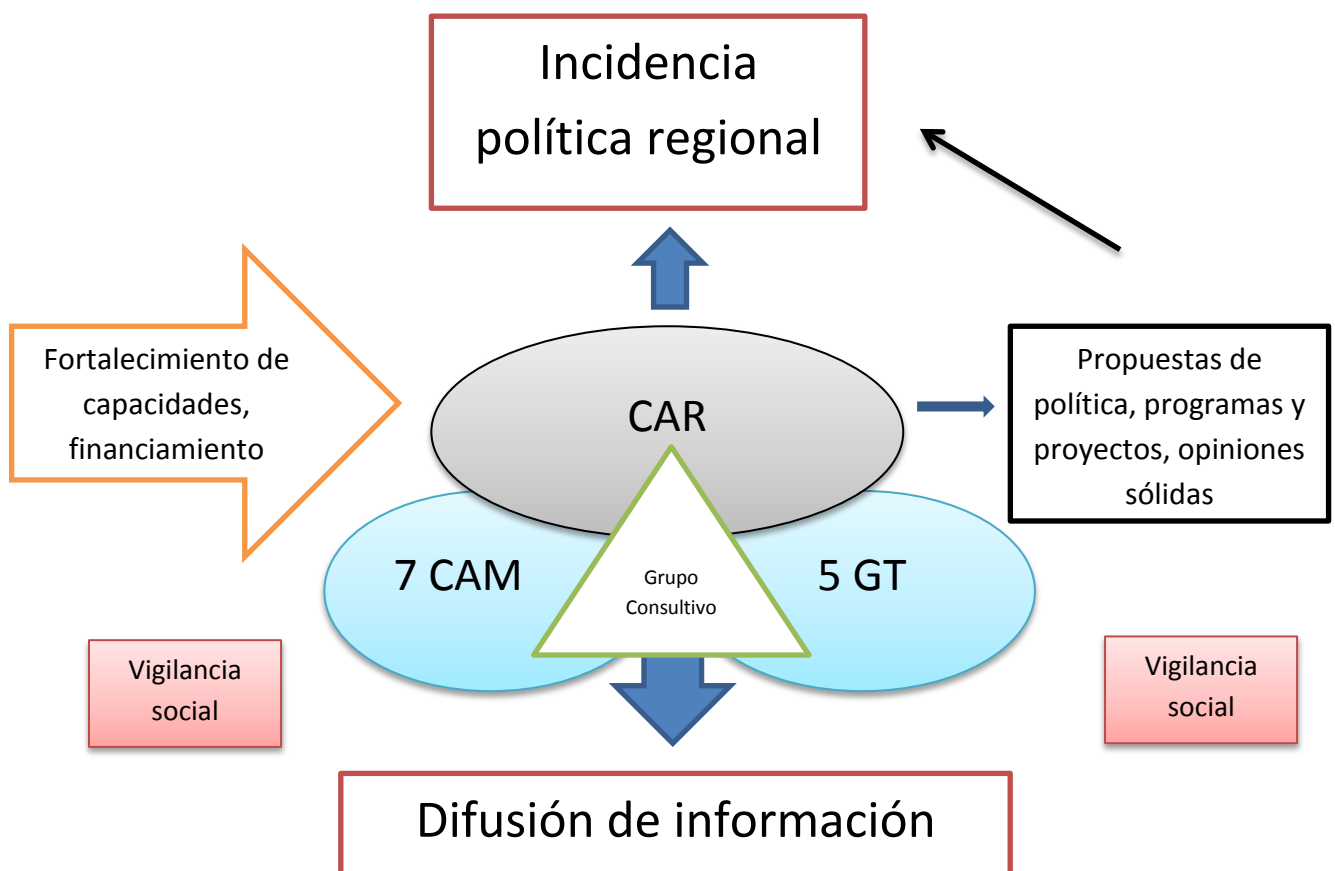 Incidencia
política regional
Fortalecimiento de
capacidades,
financiamiento
CAR
Propuestas de
política, programas y
proyectos, opiniones
sólidas
7 CAM
Grupo
Consultivo
5 GT
Vigilancia
social
Vigilancia
social
Difusión de información